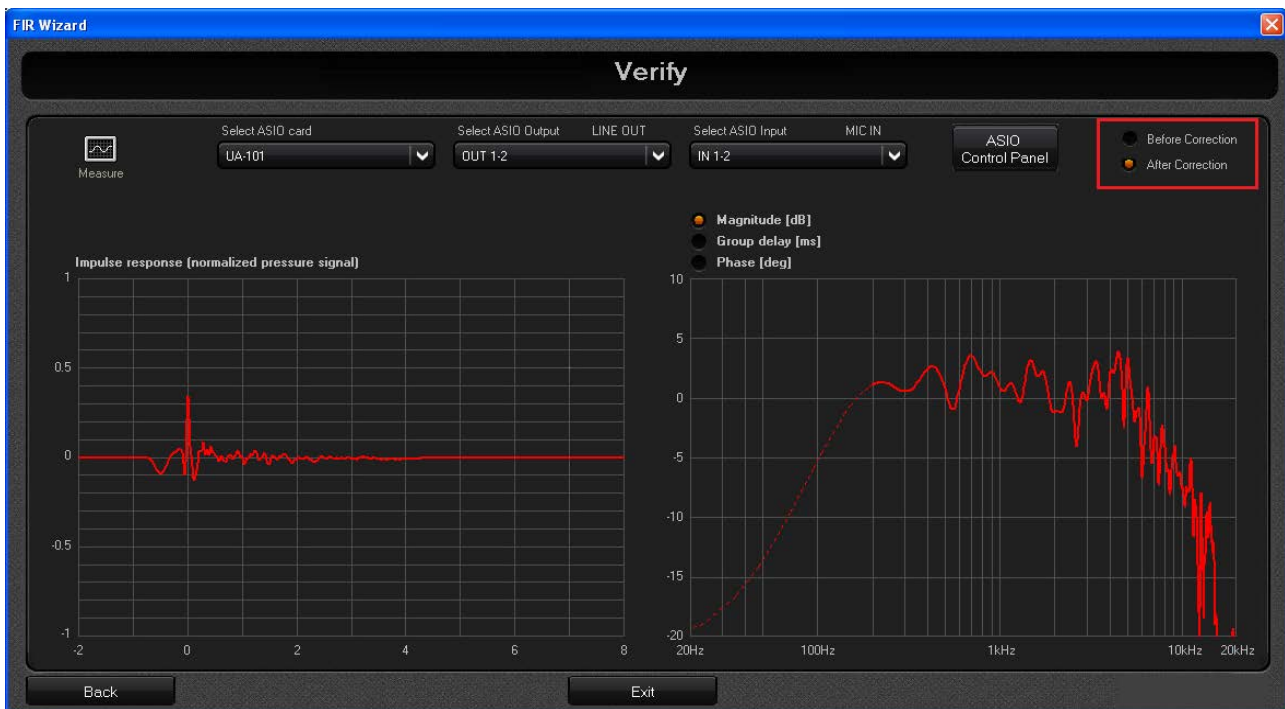 FIR Wizard
Verify
Measure
Select ASIO card
UA-101
Select ASIO Output LINE OUT
OUT 1-2
Select ASIO Input MIC IN
IN 1-2
ASIO
Control Panel
Before Correction
After Correction
Impulse response (normalized pressure signal)
1
0.5
0
-0.5
-1
-2 0 2 4 6 8
Magnitude [dB]
Group delay [ms]
Phase [deg]
10
5
0
-5
-10
-15
-20
20Hz 100Hz 1kHz 10kHz 20kHz
Back
Exit